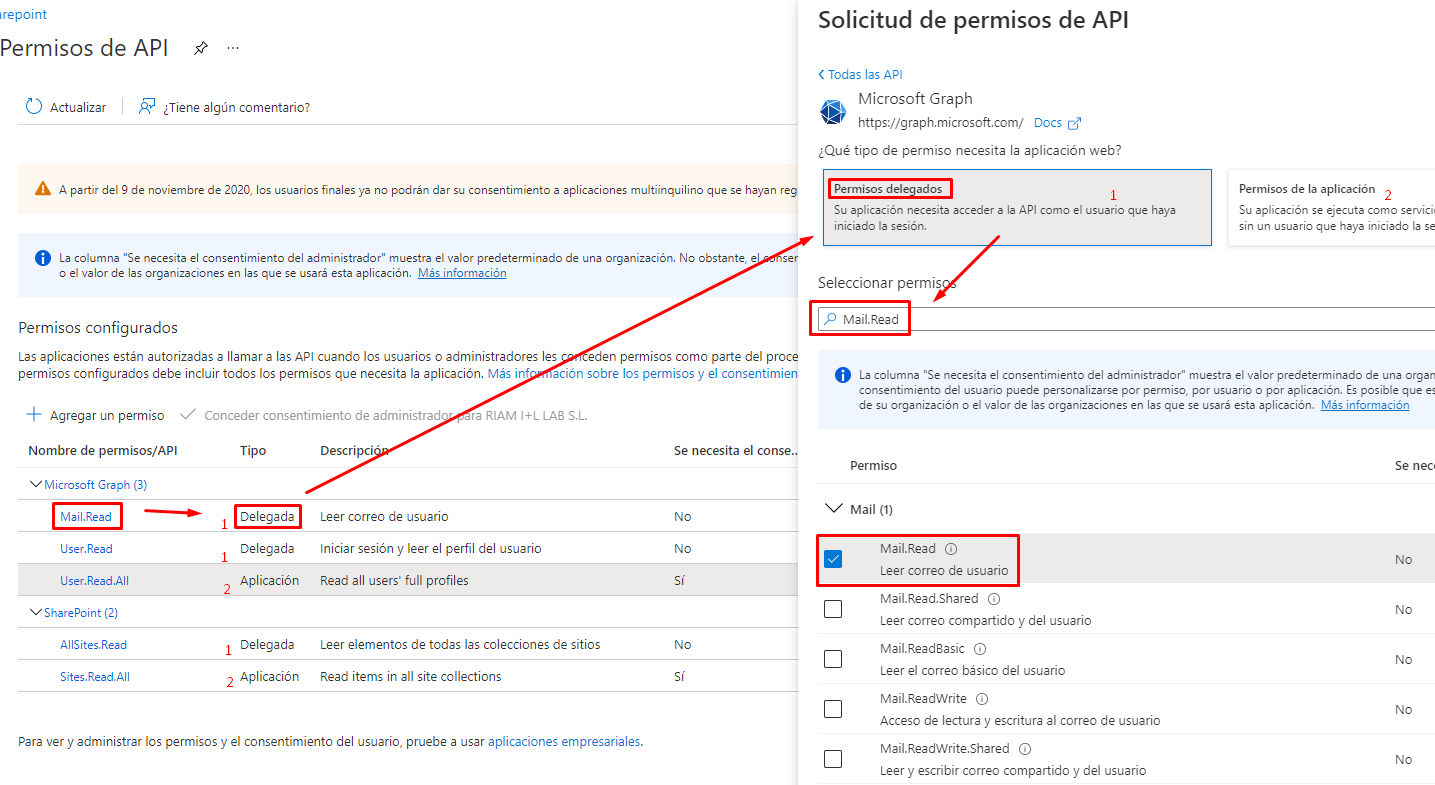 arepoint
Permisos de API
Actualizar
¿Tiene algún comentario?
A partir del 9 de noviembre de 2020, los usuarios finales ya no podrán dar su consentimiento a aplicaciones multiinquilino que se hayan reg
La columna "Se necesita el consentimiento del administrador" muestra el valor predeterminado de una organización. No obstante, el conse
o el valor de las organizaciones en las que se usará esta aplicación. Más información
Permisos configurados
Las aplicaciones están autorizadas a llamar a las API cuando los usuarios o administradores les conceden permisos como parte del proce
permisos configurados debe incluir todos los permisos que necesita la aplicación. Más información sobre los permisos y el consentimien
Agregar un permiso
Conceder consentimiento de administrador para RIAM I+L LAB S.L.
Nombre de permisos/API Tipo Descripción Se necesita el conse...
Microsoft Graph (3)
Mail.Read 1 Delegada Leer correo de usuario No
User.Read 1 Delegada Iniciar sesión y leer el perfil del usuario No
User.Read.All 2 Aplicación Read all users' full profiles Sí
SharePoint (2)
AllSites.Read 1 Delegada Leer elementos de todas las colecciones de sitios No
Sites.Read.All 2 Aplicación Read items in all site collections Sí
Para ver y administrar los permisos y el consentimiento del usuario, pruebe a usar aplicaciones empresariales.
Solicitud de permisos de API
Todas las API
Microsoft Graph
https://graph.microsoft.com/ Docs
¿Qué tipo de permiso necesita la aplicación web?
Permisos delegados 1
Su aplicación necesita acceder a la API como el usuario que haya
iniciado la sesión.
Permisos de la aplicación 2
Su aplicación se ejecuta como servicio
sin un usuario que haya iniciado la se
Seleccionar permisos
Mail.Read
La columna "Se necesita el consentimiento del administrador" muestra el valor predeterminado de una organ
consentimiento del usuario puede personalizarse por permiso, por usuario o por aplicación. Es posible que es
de su organización o el valor de las organizaciones en las que se usará esta aplicación. Más información
Permiso Se nece
Mail (1)
Mail.Read
Leer correo de usuario No
Mail.Read.Shared
Leer correo compartido y del usuario No
Mail.ReadBasic
Leer el correo básico del usuario No
Mail.ReadWrite
Acceso de lectura y escritura al correo de usuario No
Mail.ReadWrite.Shared
Leer y escribir correo compartido y del usuario No